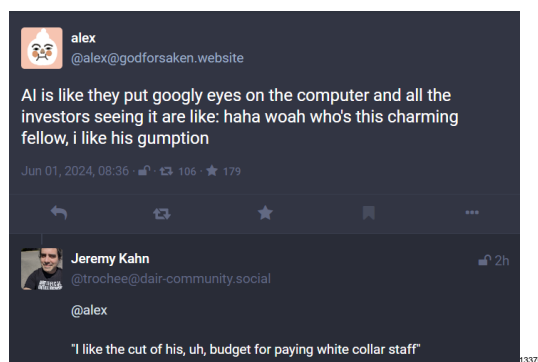 alex
@alex@godforsaken.website
AI is like they put googly eyes on the computer and all the
investors seeing it are like: haha woah who's this charming
fellow, i like his gumption
Jun 01, 2024, 08:36 · · 106 · 179
Jeremy Kahn
2h
@trochee@dair-community.social
@alex
"I like the cut of his, uh, budget for paying white collar staff"
1337